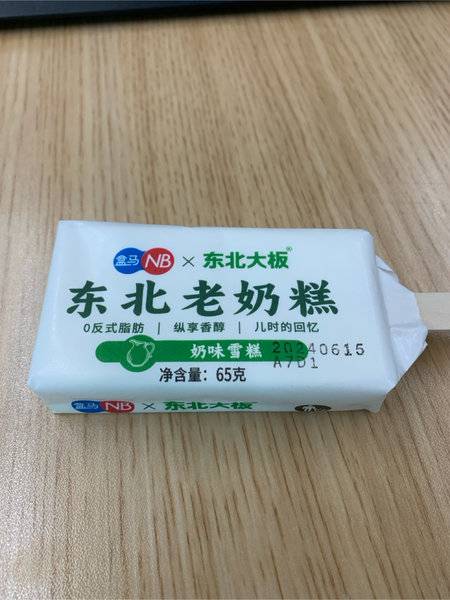 盒马 NB × 东北大板®
东北老奶糕
0反式脂肪 | 纵享香醇 | 儿时的回忆
奶味雪糕 20240615
A7D1
净含量：65克
盒马 NB × 东北大板®